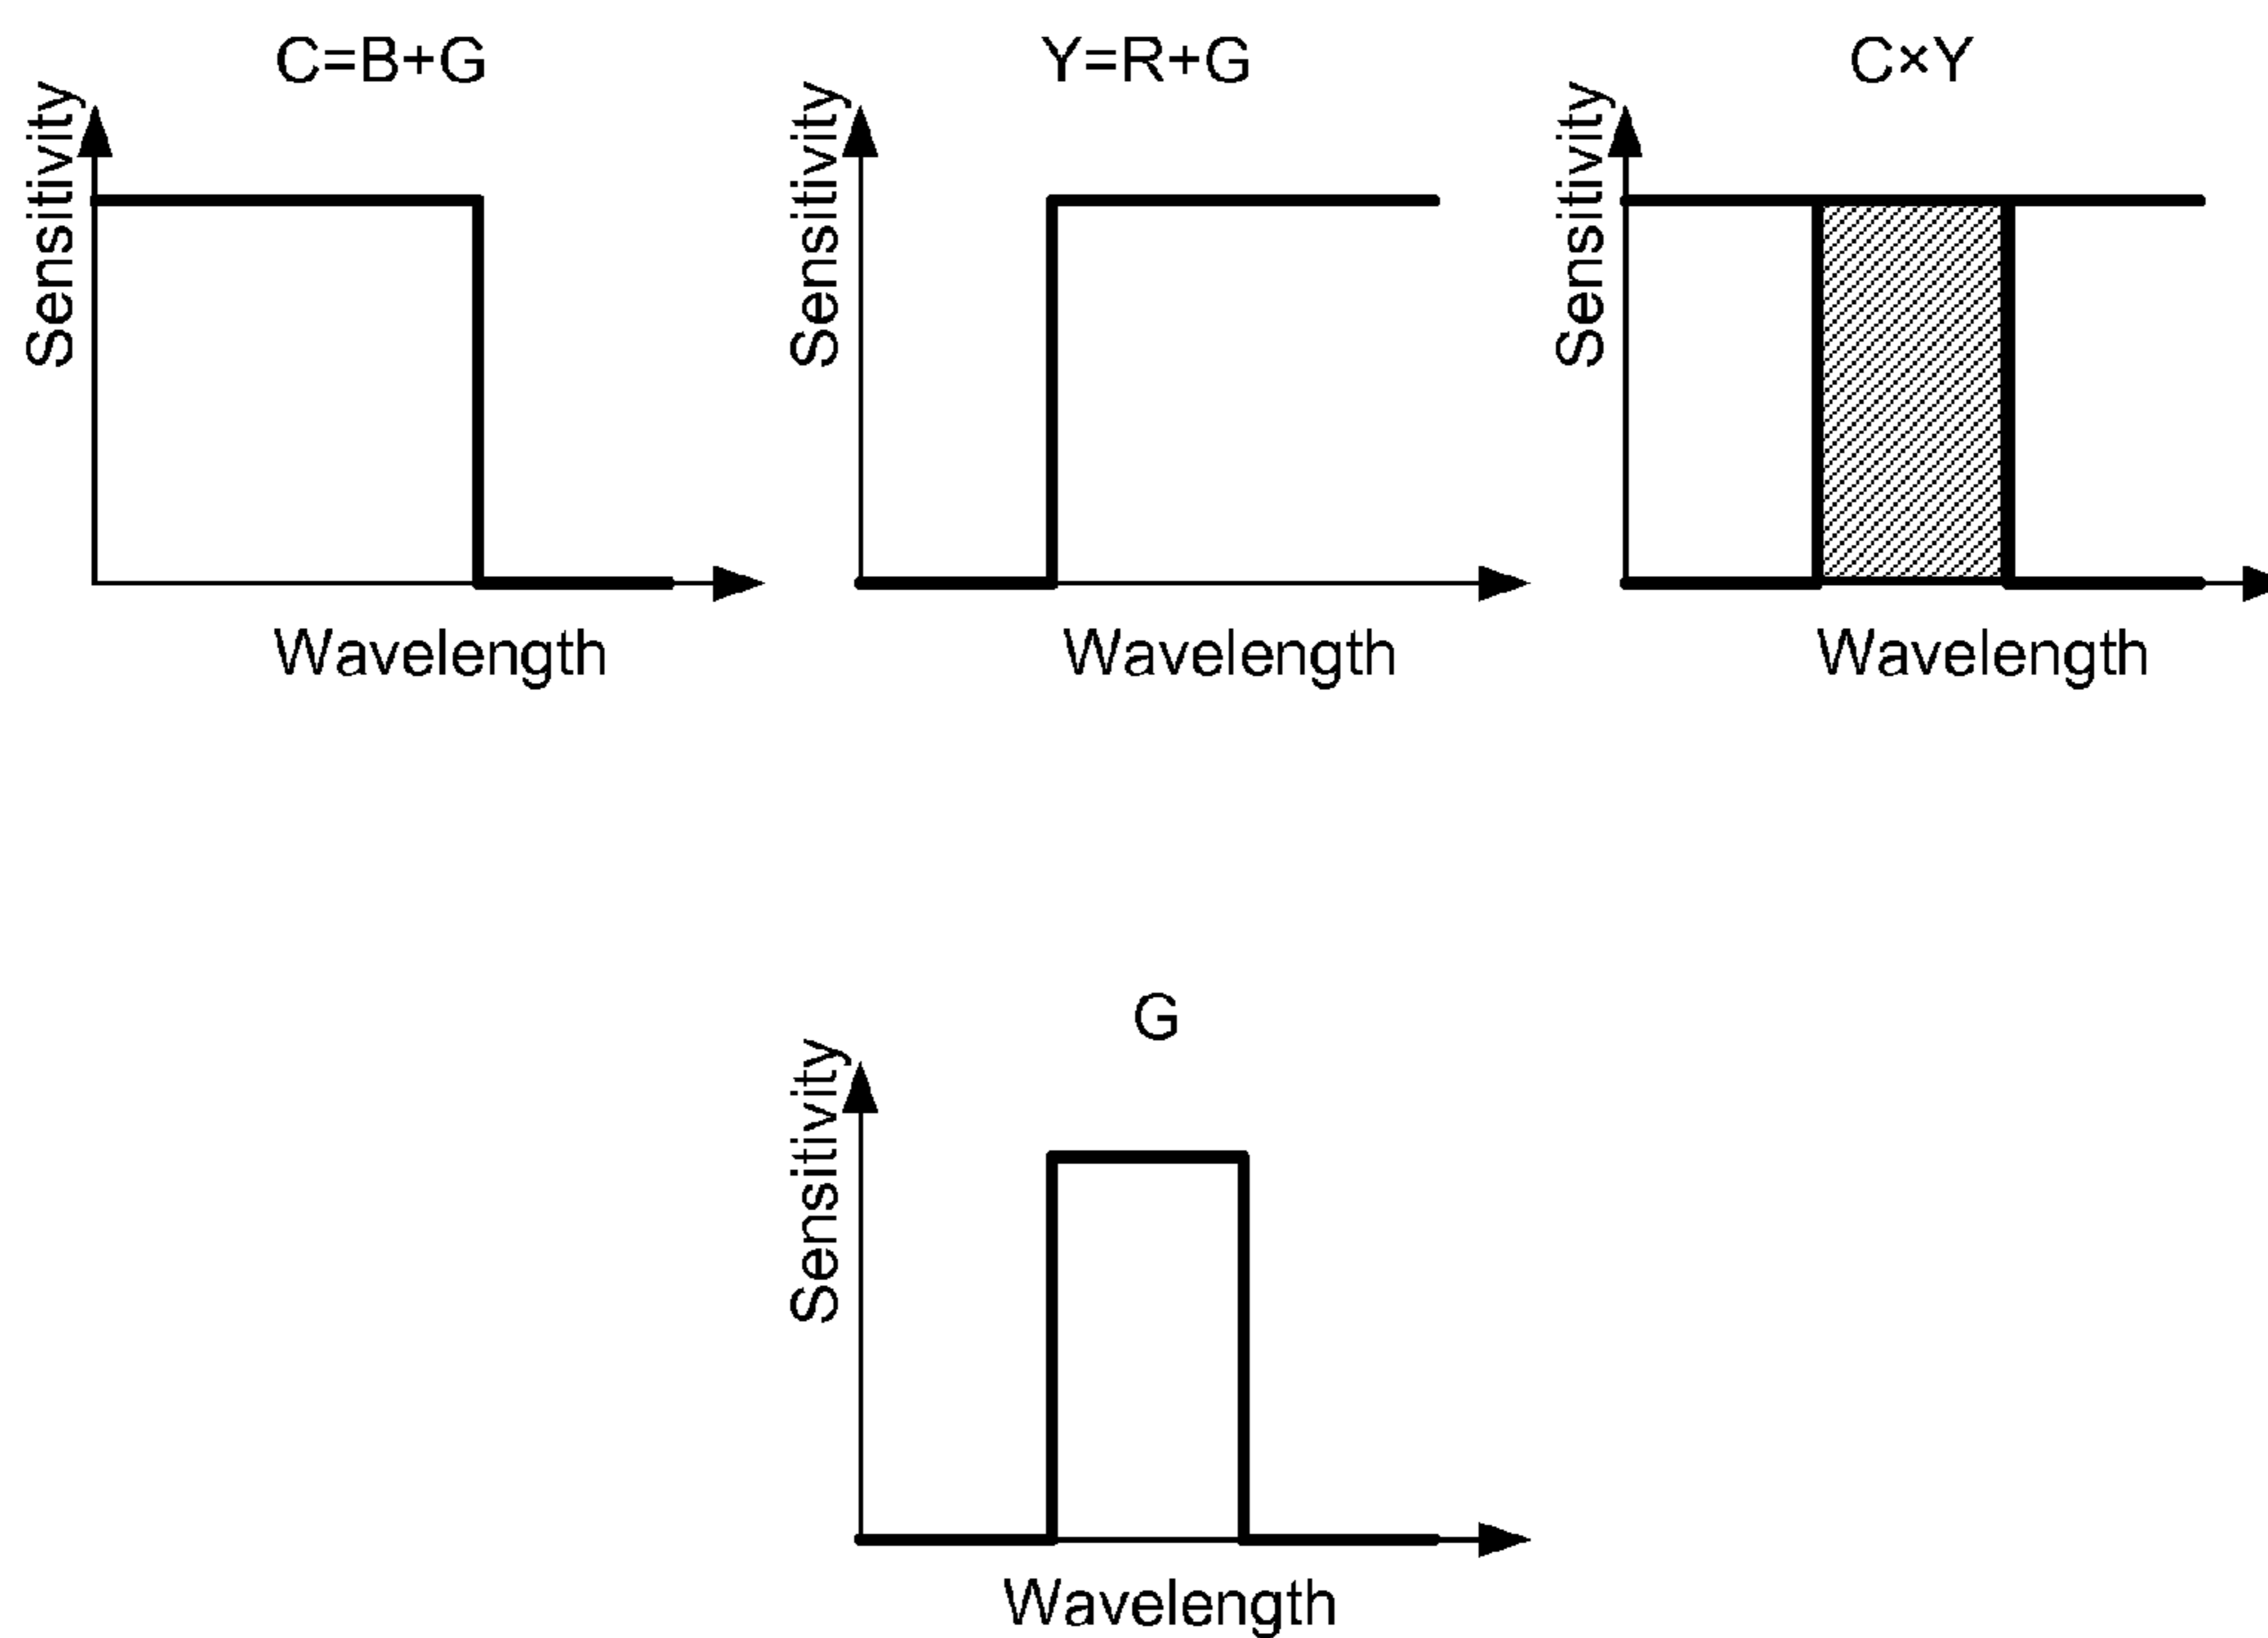 C=B+G
Y=R+G
C×Y
Sensitivity
Sensitivity
Sensitivity
Wavelength
Wavelength
Wavelength
G
Sensitivity
Wavelength